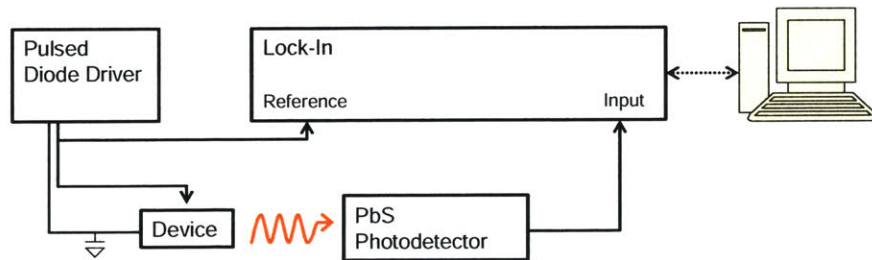 Pulsed
Diode Driver
Lock-In
Reference
Input
Device
PbS
Photodetector